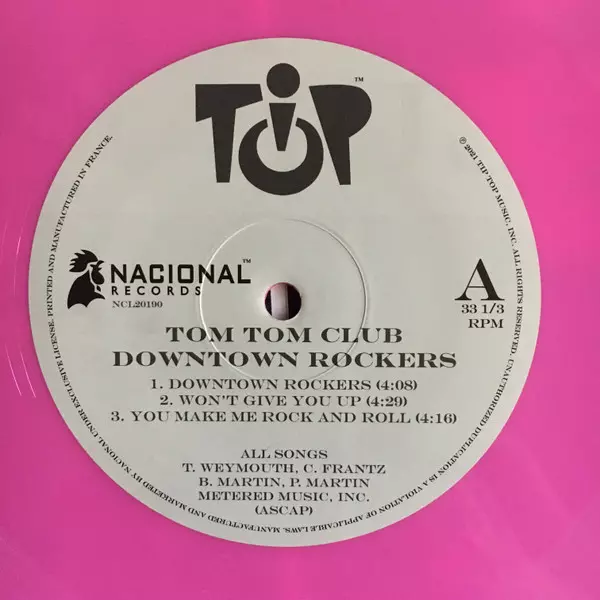 TiP™
NACIONAL™
RECORDS
NCL20190
A
33 1/3
RPM
TOM TOM CLUB
DOWNTOWN ROCKERS
1. DOWNTOWN ROCKERS (4:08)
2. WON'T GIVE YOU UP (4:29)
3. YOU MAKE ME ROCK AND ROLL (4:16)
ALL SONGS
T. WEYMOUTH, C. FRANTZ
B. MARTIN, P. MARTIN
METERED MUSIC, INC.
(ASCAP)
℗ 2021 TIP TOP MUSIC, INC. ALL RIGHTS RESERVED. UNAUTHORIZED DUPLICATION IS A VIOLATION OF APPLICABLE LAWS. MANUFACTURED AND MARKETED BY NACIONAL UNDER EXCLUSIVE LICENSE. PRINTED AND MANUFACTURED IN FRANCE.